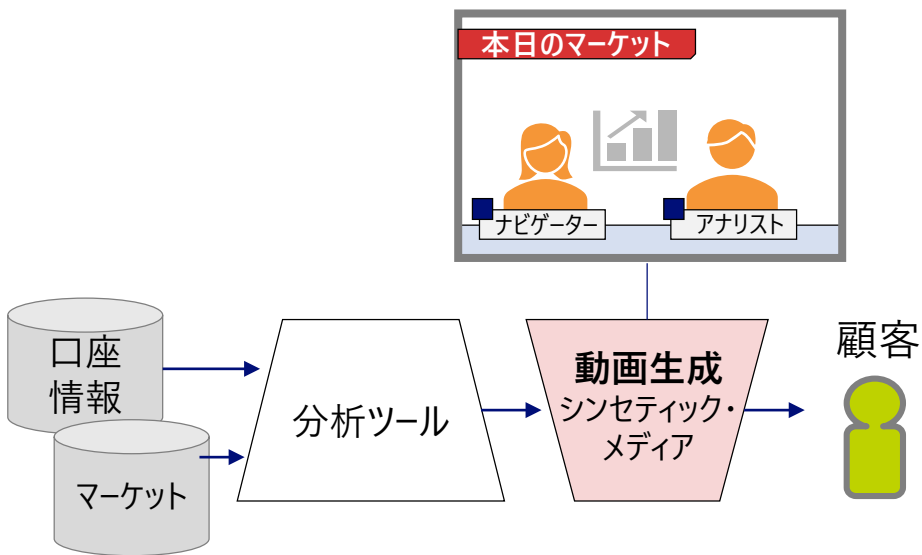 本日のマーケット
ナビゲーター
アナリスト
口座
情報
マーケット
分析ツール
動画生成
シンセティック・
メディア
顧客